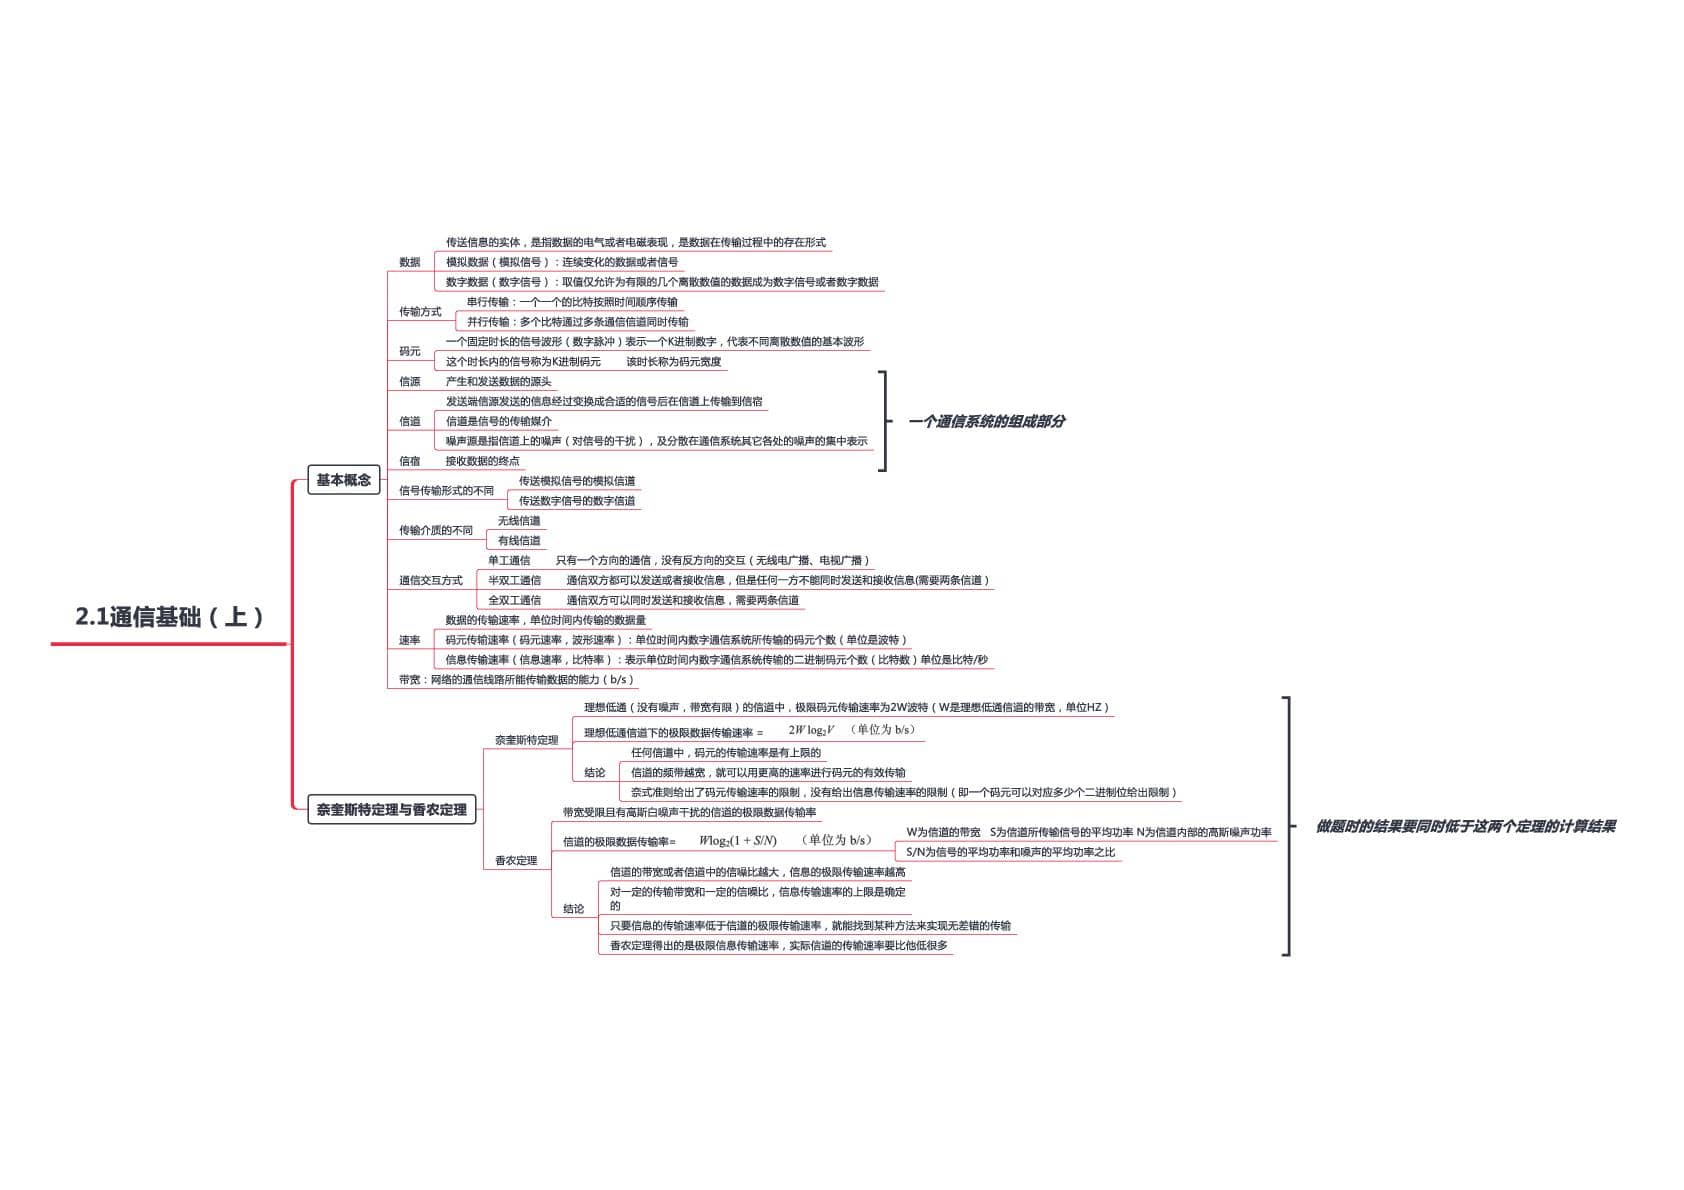 2.1通信基础（上）
基本概念
数据
传送信息的实体，是指数据的电气或者电磁表现，是数据在传输过程中的存在形式
模拟数据（模拟信号）：连续变化的数据或者信号
数字数据（数字信号）：取值仅允许为有限的几个离散数值的数据成为数字信号或者数字数据
传输方式
串行传输：一个一个的比特按照时间顺序传输
并行传输：多个比特通过多条通信信道同时传输
码元
一个固定时长的信号波形（数字脉冲）表示一个K进制数字，代表不同离散数值的基本波形
这个时长内的信号称为K进制码元 该时长称为码元宽度
信源 产生和发送数据的源头
信道
发送端信源发送的信息经过变换成合适的信号后在信道上传输到信宿
信道是信号的传输媒介
噪声源是指信道上的噪声（对信号的干扰），及分散在通信系统其它各处的噪声的集中表示
信宿 接收数据的终点
一个通信系统的组成部分
信号传输形式的不同
传送模拟信号的模拟信道
传送数字信号的数字信道
传输介质的不同
无线信道
有线信道
通信交互方式
单工通信 只有一个方向的通信，没有反方向的交互（无线电广播、电视广播）
半双工通信 通信双方都可以发送或者接收信息，但是任何一方不能同时发送和接收信息(需要两条信道）
全双工通信 通信双方可以同时发送和接收信息，需要两条信道
速率
数据的传输速率，单位时间内传输的数据量
码元传输速率（码元速率，波形速率）：单位时间内数字通信系统所传输的码元个数（单位是波特）
信息传输速率（信息速率，比特率）：表示单位时间内数字通信系统传输的二进制码元个数（比特数）单位是比特/秒
带宽：网络的通信线路所能传输数据的能力（b/s）
奈奎斯特定理与香农定理
奈奎斯特定理
理想低通（没有噪声，带宽有限）的信道中，极限码元传输速率为2W波特（W是理想低通信道的带宽，单位HZ）
理想低通信道下的极限数据传输速率 = 2W log₂V （单位为 b/s）
结论
任何信道中，码元的传输速率是有上限的
信道的频带越宽，就可以用更高的速率进行码元的有效传输
奈式准则给出了码元传输速率的限制，没有给出信息传输速率的限制（即一个码元可以对应多少个二进制位给出限制）
香农定理
带宽受限且有高斯白噪声干扰的信道的极限数据传输率
信道的极限数据传输率= Wlog₂(1 + S/N) （单位为 b/s）
W为信道的带宽 S为信道所传输信号的平均功率 N为信道内部的高斯噪声功率
S/N为信号的平均功率和噪声的平均功率之比
结论
信道的带宽或者信道中的信噪比越大，信息的极限传输速率越高
对一定的传输带宽和一定的信噪比，信息传输速率的上限是确定
的
只要信息的传输速率低于信道的极限传输速率，就能找到某种方法来实现无差错的传输
香农定理得出的是极限信息传输速率，实际信道的传输速率要比他低很多
做题时的结果要同时低于这两个定理的计算结果